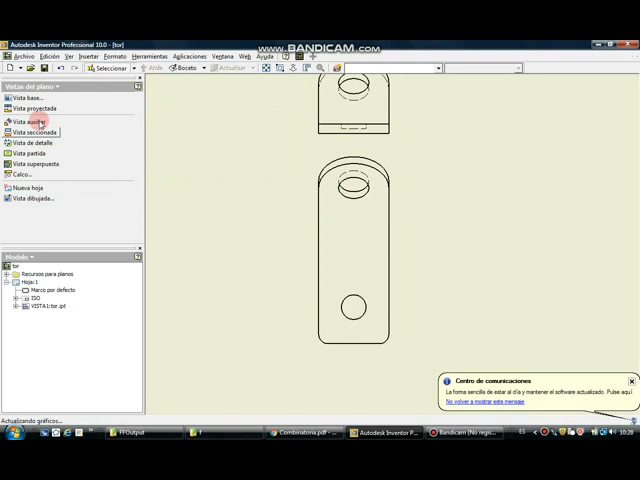 Autodesk Inventor Professional 10.0 - [tor]
www.BANDICAM.com
Archivo Edición Ver Insertar Formato Herramientas Aplicaciones Ventana Web Ayuda
Seleccionar Atrás Boceto Actualizar
Vistas del plano
Vista base...
Vista proyectada
Vista auxiliar
Vista seccionada
Vista de detalle
Vista partida
Vista superpuesta
Calco...
Nueva hoja
Vista dibujada...
Modelo
tor
Recursos para planos
Hoja:1
Marco por defecto
ISO
VISTA1:tor.ipt
Centro de comunicaciones
La forma sencilla de estar al día y mantener el software actualizado. Pulse aquí.
No volver a mostrar este mensaje
Actualizando gráficos...
FFOutput
f
Combinatoria.pdf - ...
Autodesk Inventor P...
Bandicam (No regis...
ES
10:28